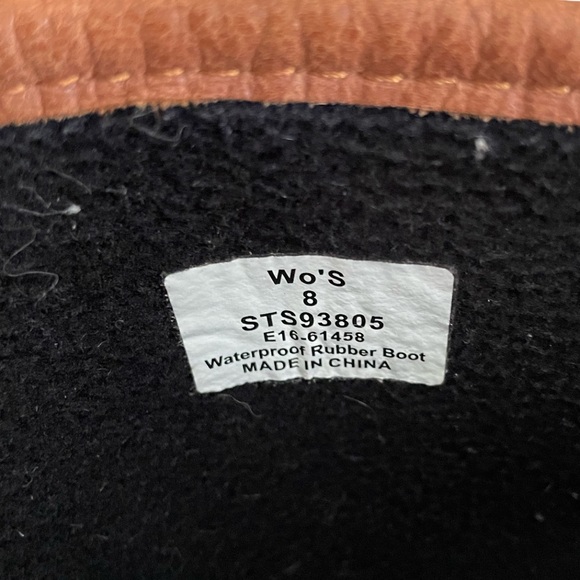 Wo'S
8
STS93805
E16-61458
Waterproof Rubber Boot
MADE IN CHINA